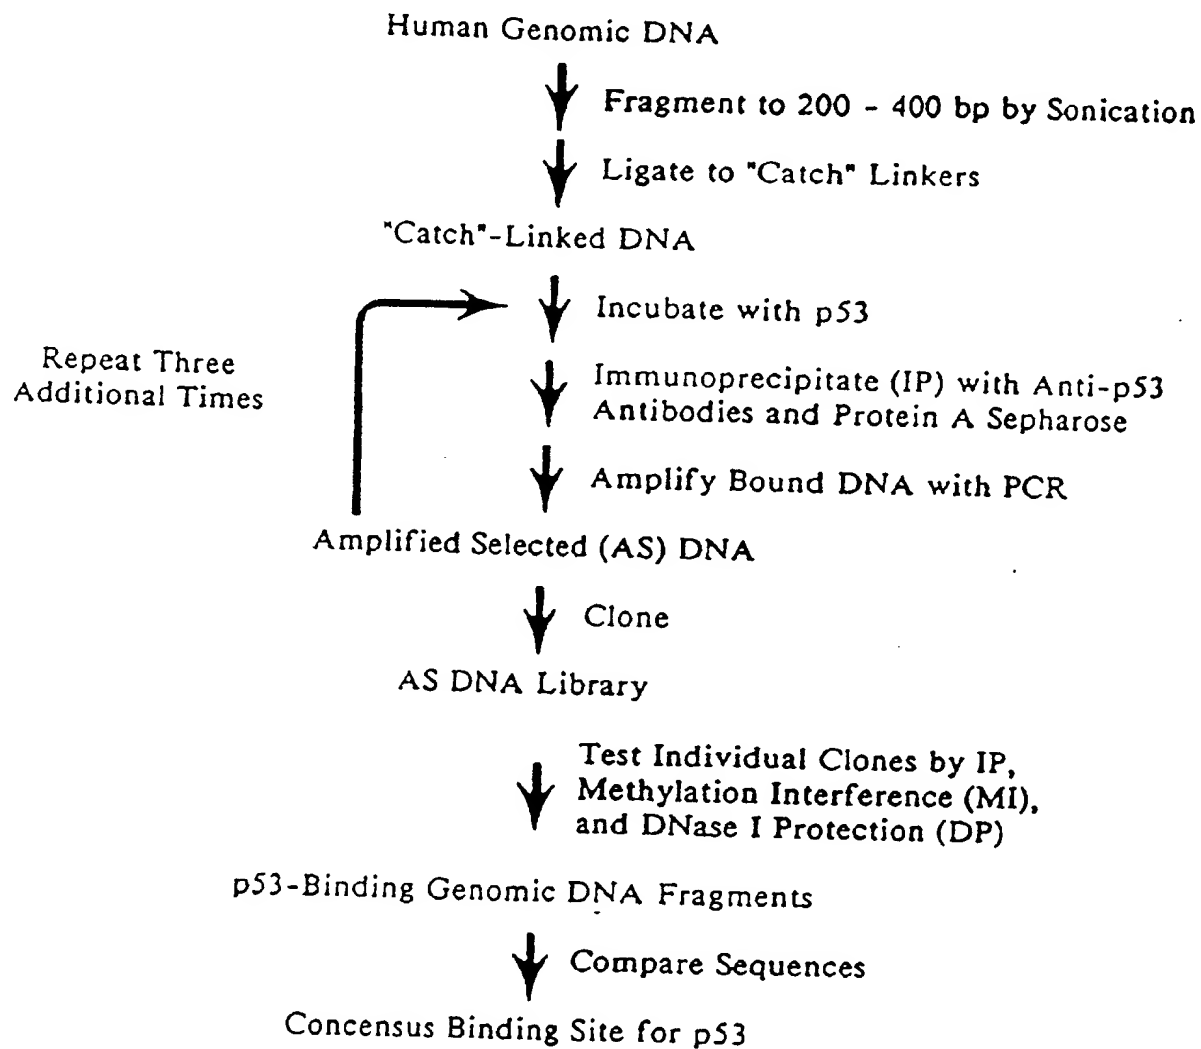 Human Genomic DNA
Fragment to 200 - 400 bp by Sonication
Ligate to "Catch" Linkers
"Catch"-Linked DNA
Incubate with p53
Repeat Three
Additional Times
Immunoprecipitate (IP) with Anti-p53
Antibodies and Protein A Sepharose
Amplify Bound DNA with PCR
Amplified Selected (AS) DNA
Clone
AS DNA Library
Test Individual Clones by IP,
Methylation Interference (MI),
and DNase I Protection (DP)
p53-Binding Genomic DNA Fragments
Compare Sequences
Concensus Binding Site for p53